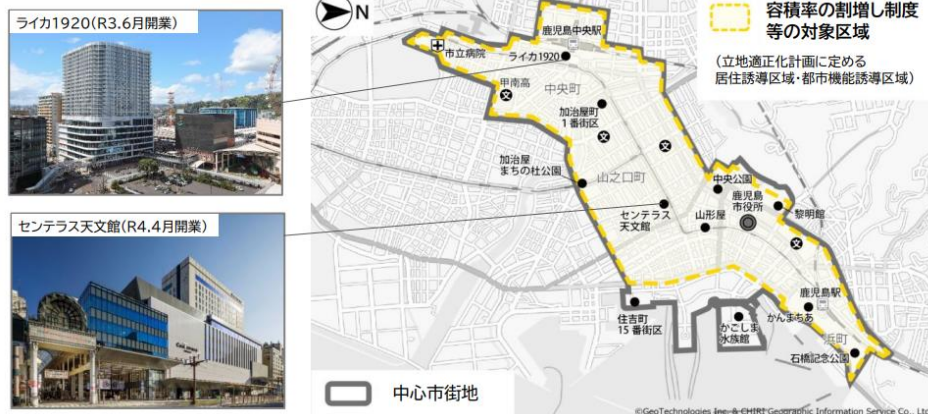 ライカ1920(R3.6月開業)
センテラス天文館(R4.4月開業)
N
容積率の割増し制度
等の対象区域
(立地適正化計画に定める
居住誘導区域・都市機能誘導区域)
鹿児島中央駅
市立病院
ライカ1920
甲南高
中央町
加治屋町
1番街区
加治屋
まちの杜公園
山之口町
中央公園
鹿児島
市役所
黎明館
センテラス
天文館
山形屋
鹿児島駅
かんまちあ
住吉町
15番街区
かごしま
水族館
浜町
石橋記念公園
文
文
文
文
中心市街地
©GeoTechnologies Inc. & CHIRI Geographic Information Service Co., Ltd